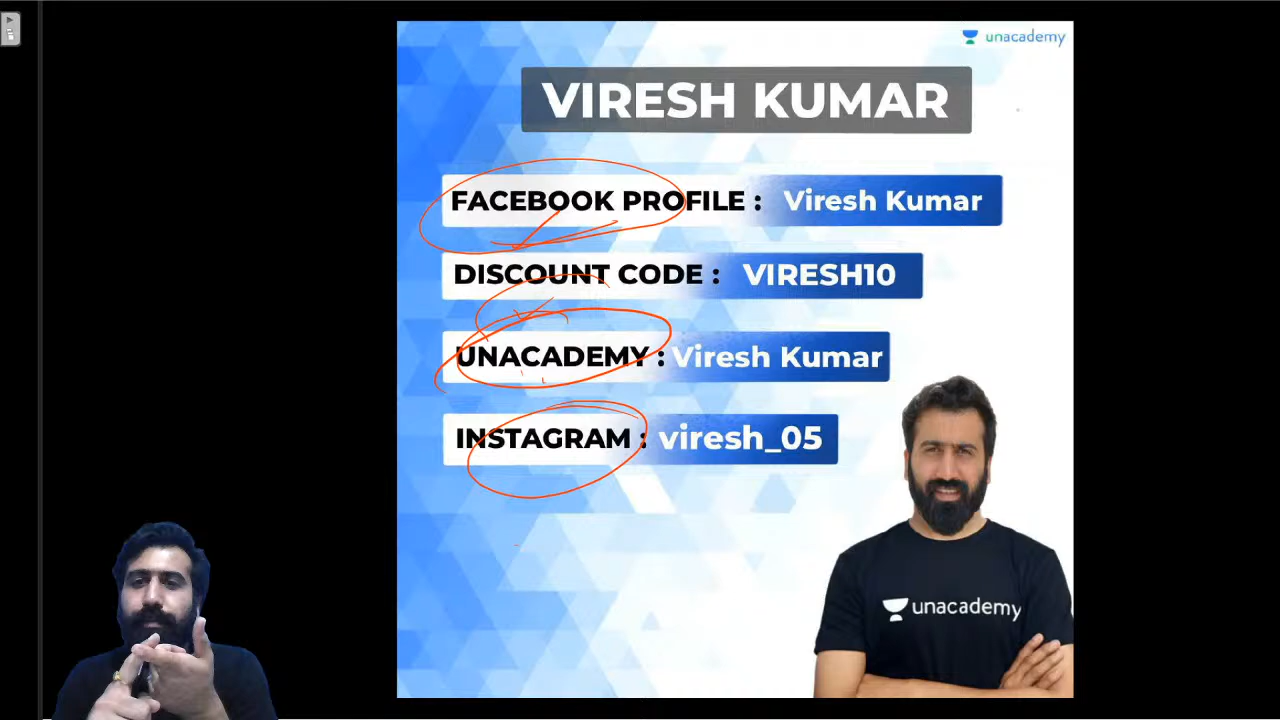 unacademy
VIRESH KUMAR
FACEBOOK PROFILE : Viresh Kumar
DISCOUNT CODE : VIRESH10
UNACADEMY : Viresh Kumar
INSTAGRAM : viresh_05
unacademy